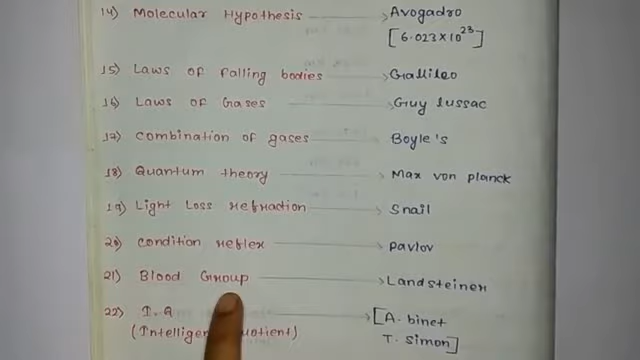 14) Molecular Hypothesis → Avogadro
[6.023×10²³]
15) Laws of falling bodies → Gallileo
16) Laws of Gases → Guy lussac
17) Combination of gases → Boyle's
18) Quantum theory → Max von planck
19) Light Loss refraction → Snail
20) Condition reflex → Pavlov
21) Blood Group → Landsteiner
22) I.Q → [A. binet
(Intelligen uotient) T. Simon]